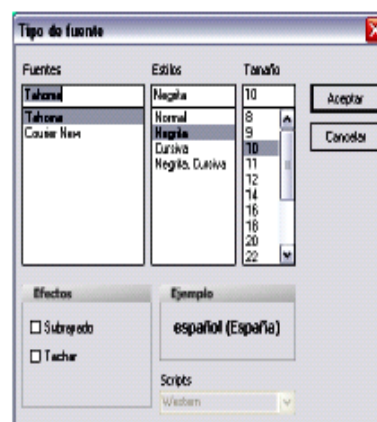 Tipo de fuente
Fuentes Estilos Tamaño
Tahoma Negrita 10 Aceptar
Tahoma Normal 8
Courier New Negrita 9 Cancelar
Cursiva 10
Negrita, Cursiva 11
12
14
16
18
20
22
Efectos Ejemplo
Subrayado español (España)
Tachar
Scripts
Western